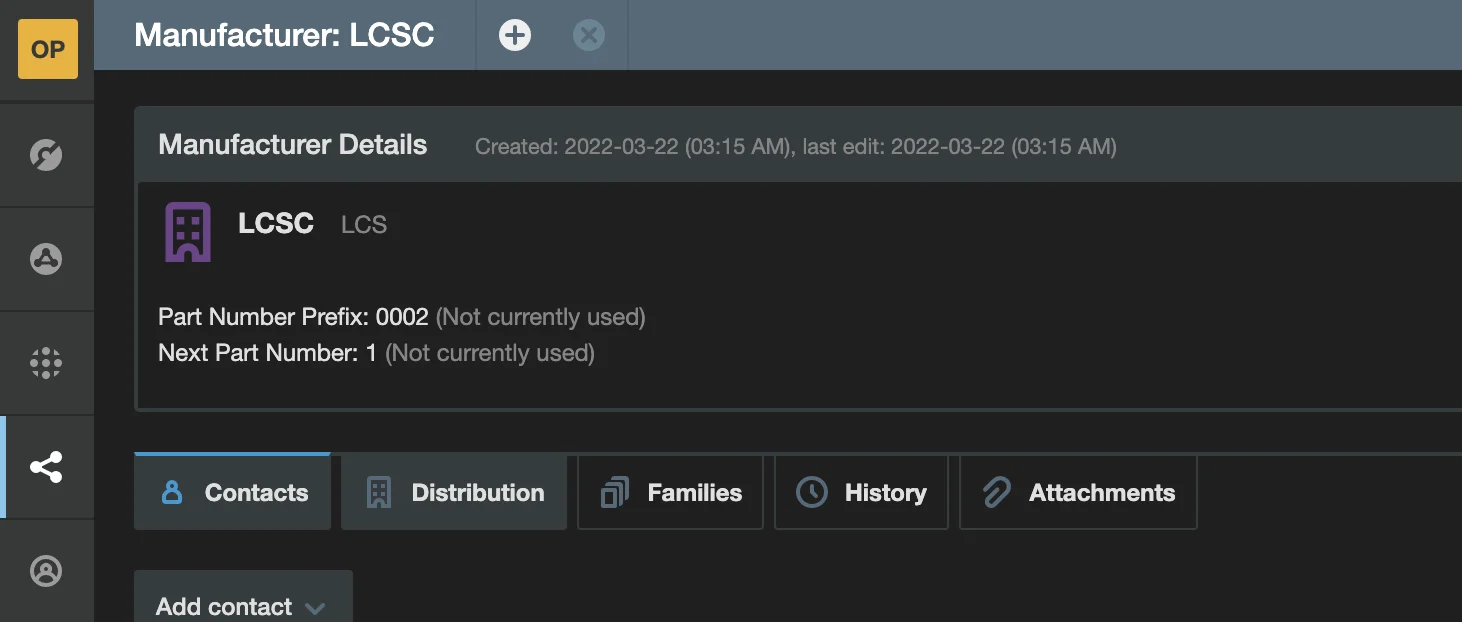 OP
Manufacturer: LCSC
Manufacturer Details Created: 2022-03-22 (03:15 AM), last edit: 2022-03-22 (03:15 AM)
LCSC LCS
Part Number Prefix: 0002 (Not currently used)
Next Part Number: 1 (Not currently used)
Contacts Distribution Families History Attachments
Add contact